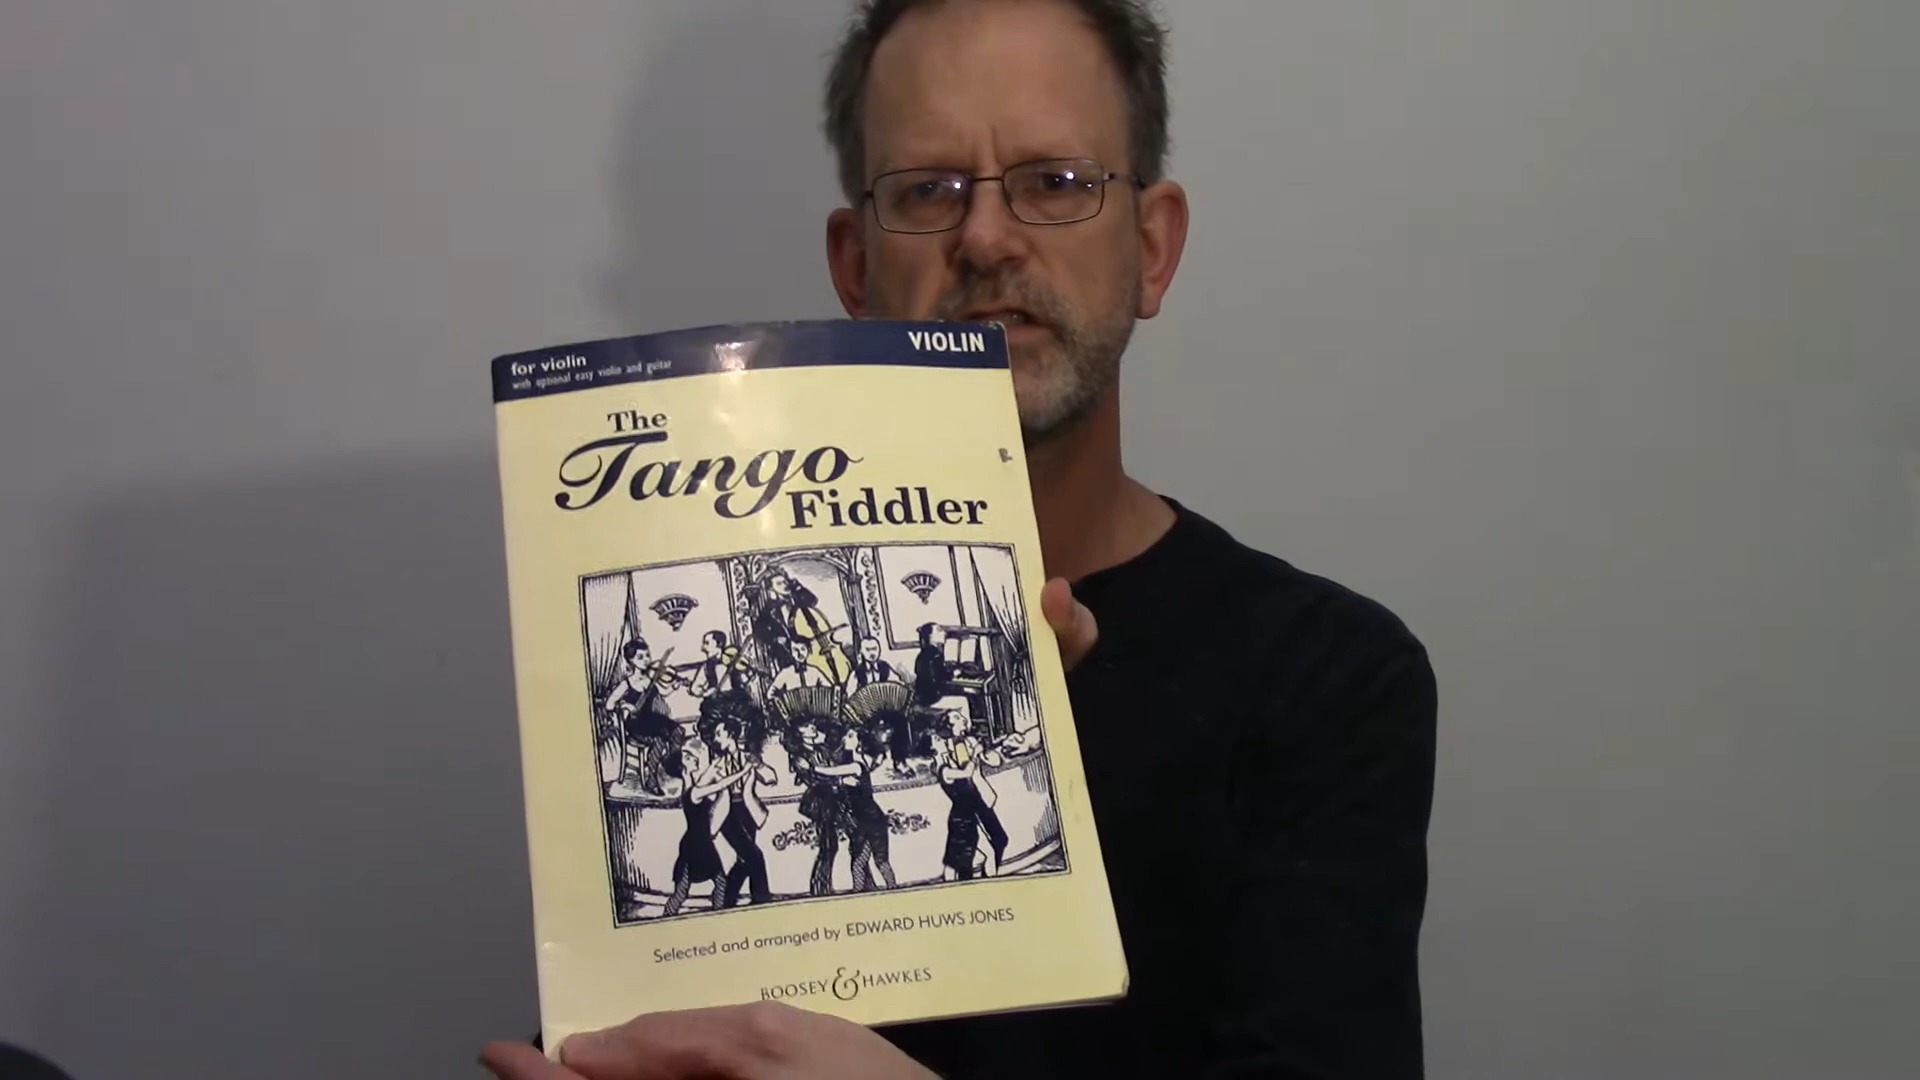 for violin
with optional easy violin and guitar
VIOLIN
The
Tango
Fiddler
Selected and arranged by EDWARD HUWS JONES
BOOSEY & HAWKES